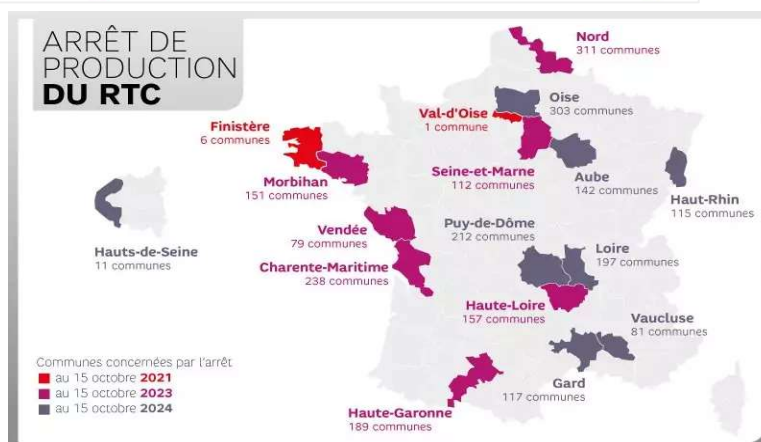 ARRÊT DE
PRODUCTION
DU RTC
Nord
311 communes
Oise
303 communes
Val-d'Oise
1 commune
Finistère
6 communes
Seine-et-Marne
112 communes
Aube
142 communes
Haut-Rhin
115 communes
Morbihan
151 communes
Hauts-de-Seine
11 communes
Vendée
79 communes
Puy-de-Dôme
212 communes
Loire
197 communes
Charente-Maritime
238 communes
Haute-Loire
157 communes
Vaucluse
81 communes
Gard
117 communes
Haute-Garonne
189 communes
Communes concernées par l'arrêt
au 15 octobre 2021
au 15 octobre 2023
au 15 octobre 2024